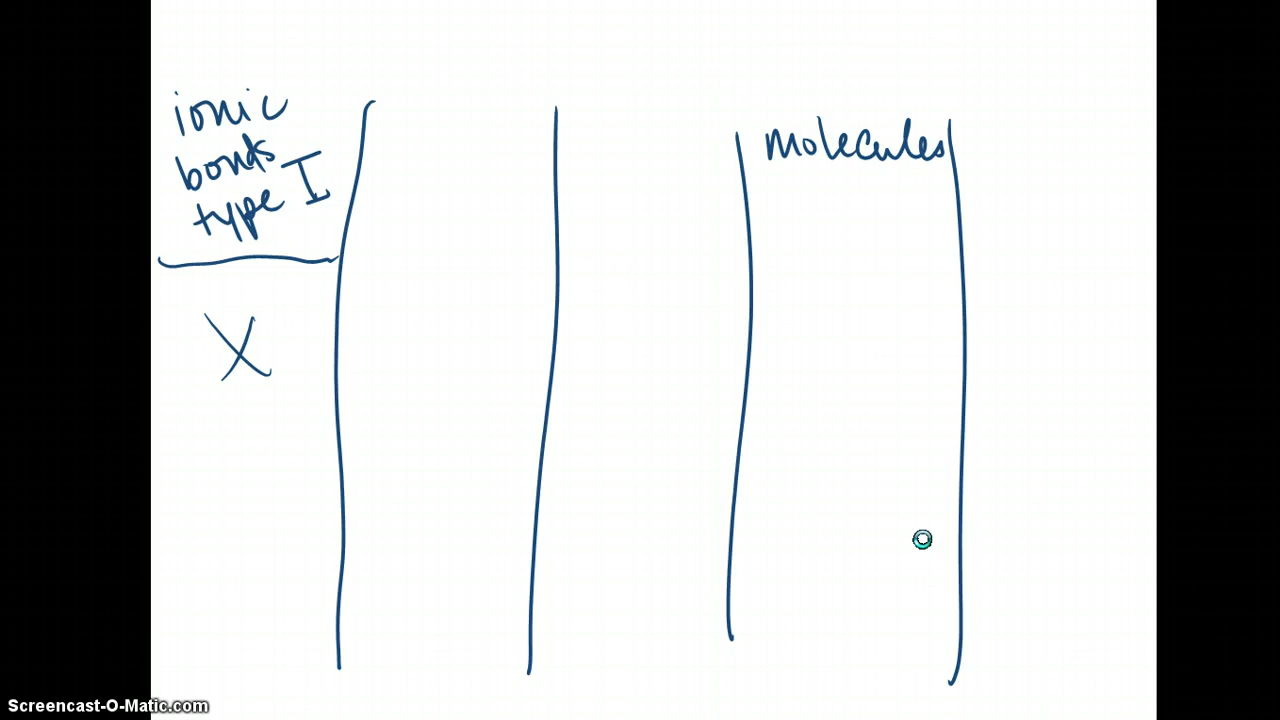 ionic
bonds
type I
molecules
X
Screencast-O-Matic.com